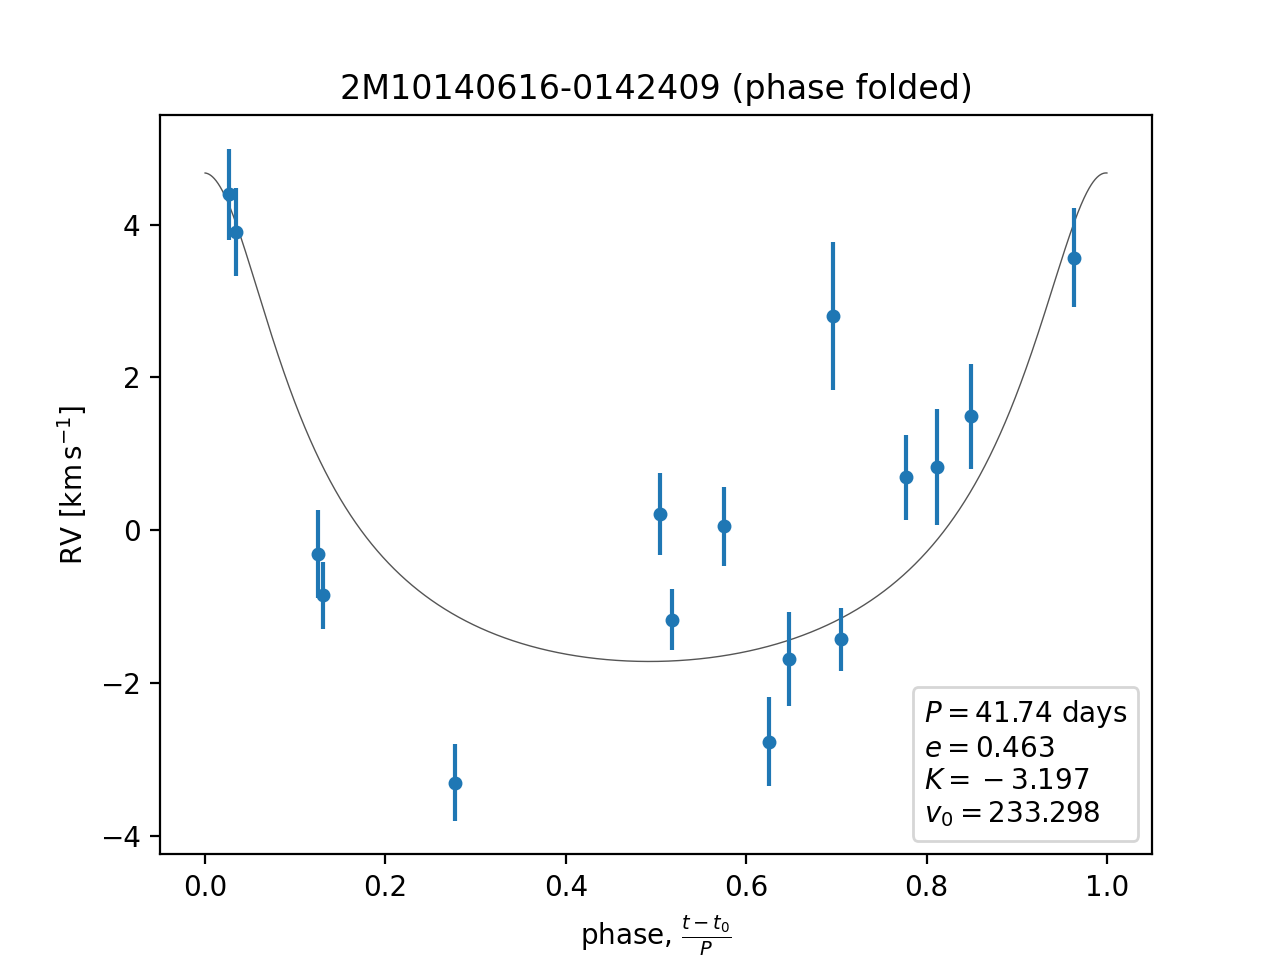 2M10140616-0142409 (phase folded)
RV [km s⁻¹]
4
2
0
−2
−4
P = 41.74 days
e = 0.463
K = −3.197
v₀ = 233.298
0.0 0.2 0.4 0.6 0.8 1.0
phase, (t − t₀)/P